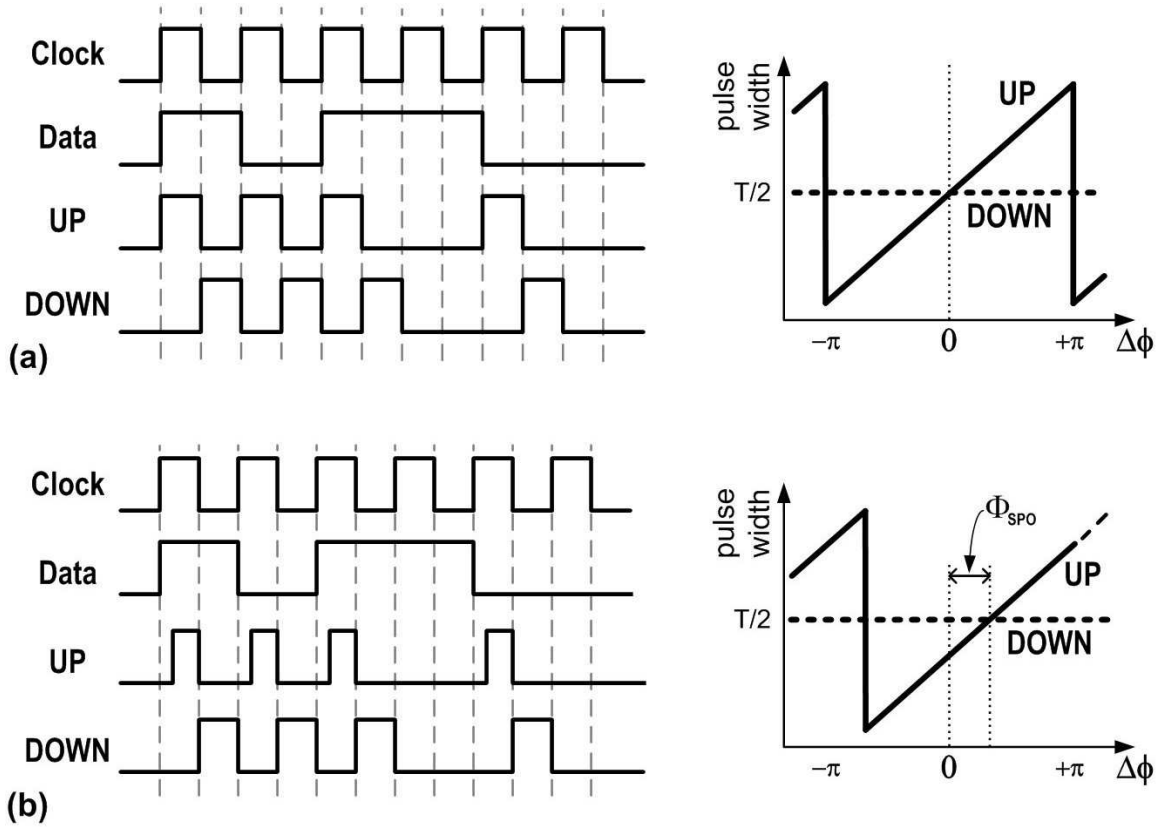 Clock
Data
UP
DOWN
(a)
pulse
width
UP
T/2
DOWN
−π
0
+π
Δϕ
Clock
Data
UP
DOWN
(b)
pulse
width
ΦSPO
UP
T/2
DOWN
−π
0
+π
Δϕ